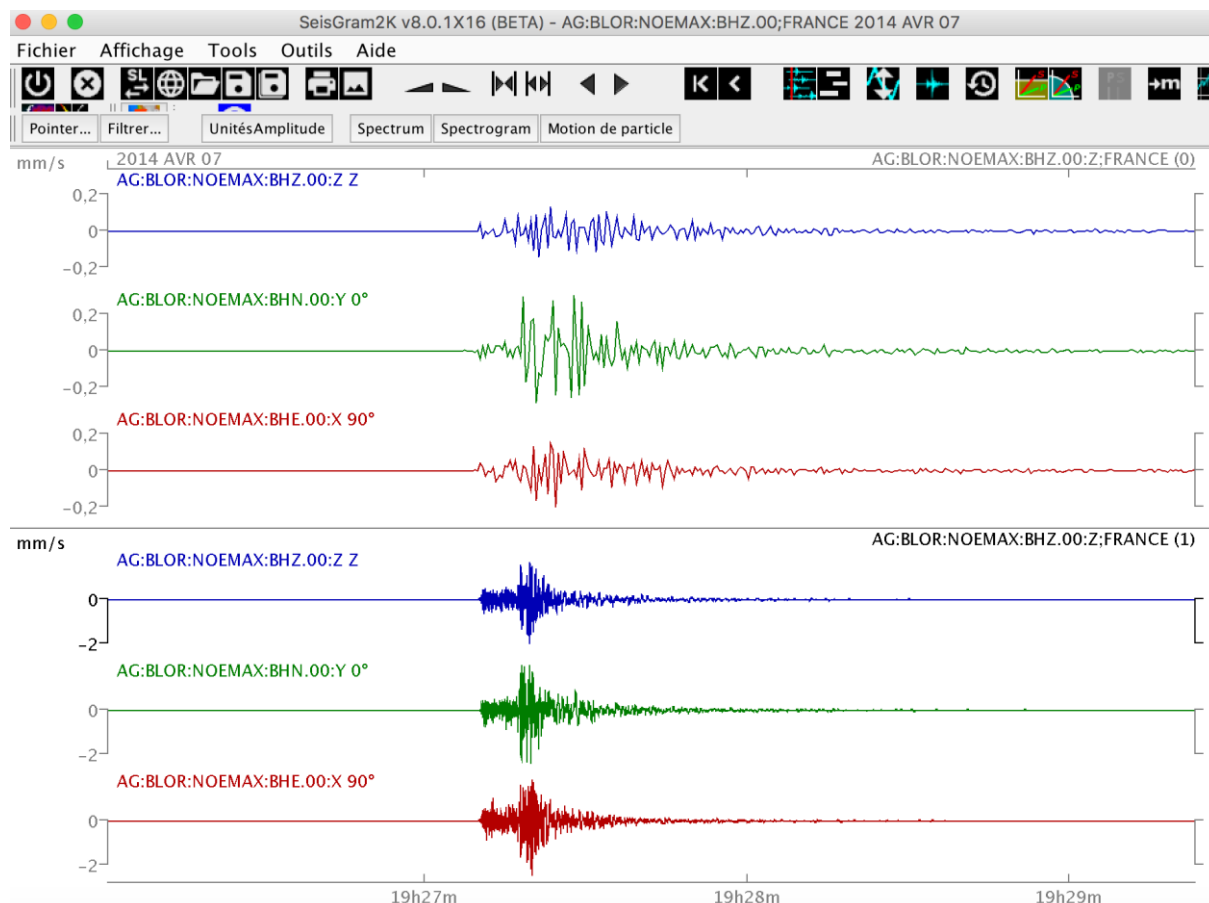 SeisGram2K v8.0.1X16 (BETA) - AG:BLOR:NOEMAX:BHZ.00;FRANCE 2014 AVR 07
Fichier Affichage Tools Outils Aide
SL
Pointer... Filtrer... UnitésAmplitude Spectrum Spectrogram Motion de particle
mm/s 2014 AVR 07 AG:BLOR:NOEMAX:BHZ.00:Z;FRANCE (0)
AG:BLOR:NOEMAX:BHZ.00:Z Z
0,2
0
-0,2
AG:BLOR:NOEMAX:BHN.00:Y 0°
0,2
0
-0,2
AG:BLOR:NOEMAX:BHE.00:X 90°
0,2
0
-0,2
mm/s AG:BLOR:NOEMAX:BHZ.00:Z;FRANCE (1)
AG:BLOR:NOEMAX:BHZ.00:Z Z
0
-2
AG:BLOR:NOEMAX:BHN.00:Y 0°
0
-2
AG:BLOR:NOEMAX:BHE.00:X 90°
0
-2
19h27m 19h28m 19h29m